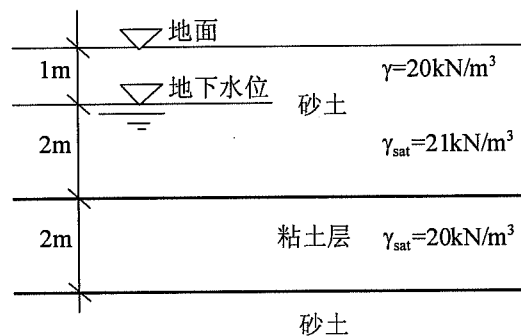 地面
1m
γ=20kN/m³
地下水位
砂土
2m
γsat=21kN/m³
2m
粘土层
γsat=20kN/m³
砂土